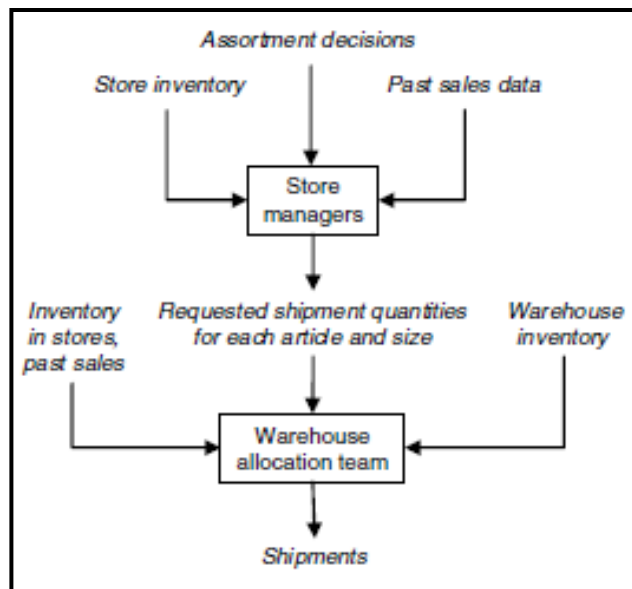 Assortment decisions
Store inventory
Past sales data
Store
managers
Inventory
in stores,
past sales
Requested shipment quantities
for each article and size
Warehouse
inventory
Warehouse
allocation team
Shipments